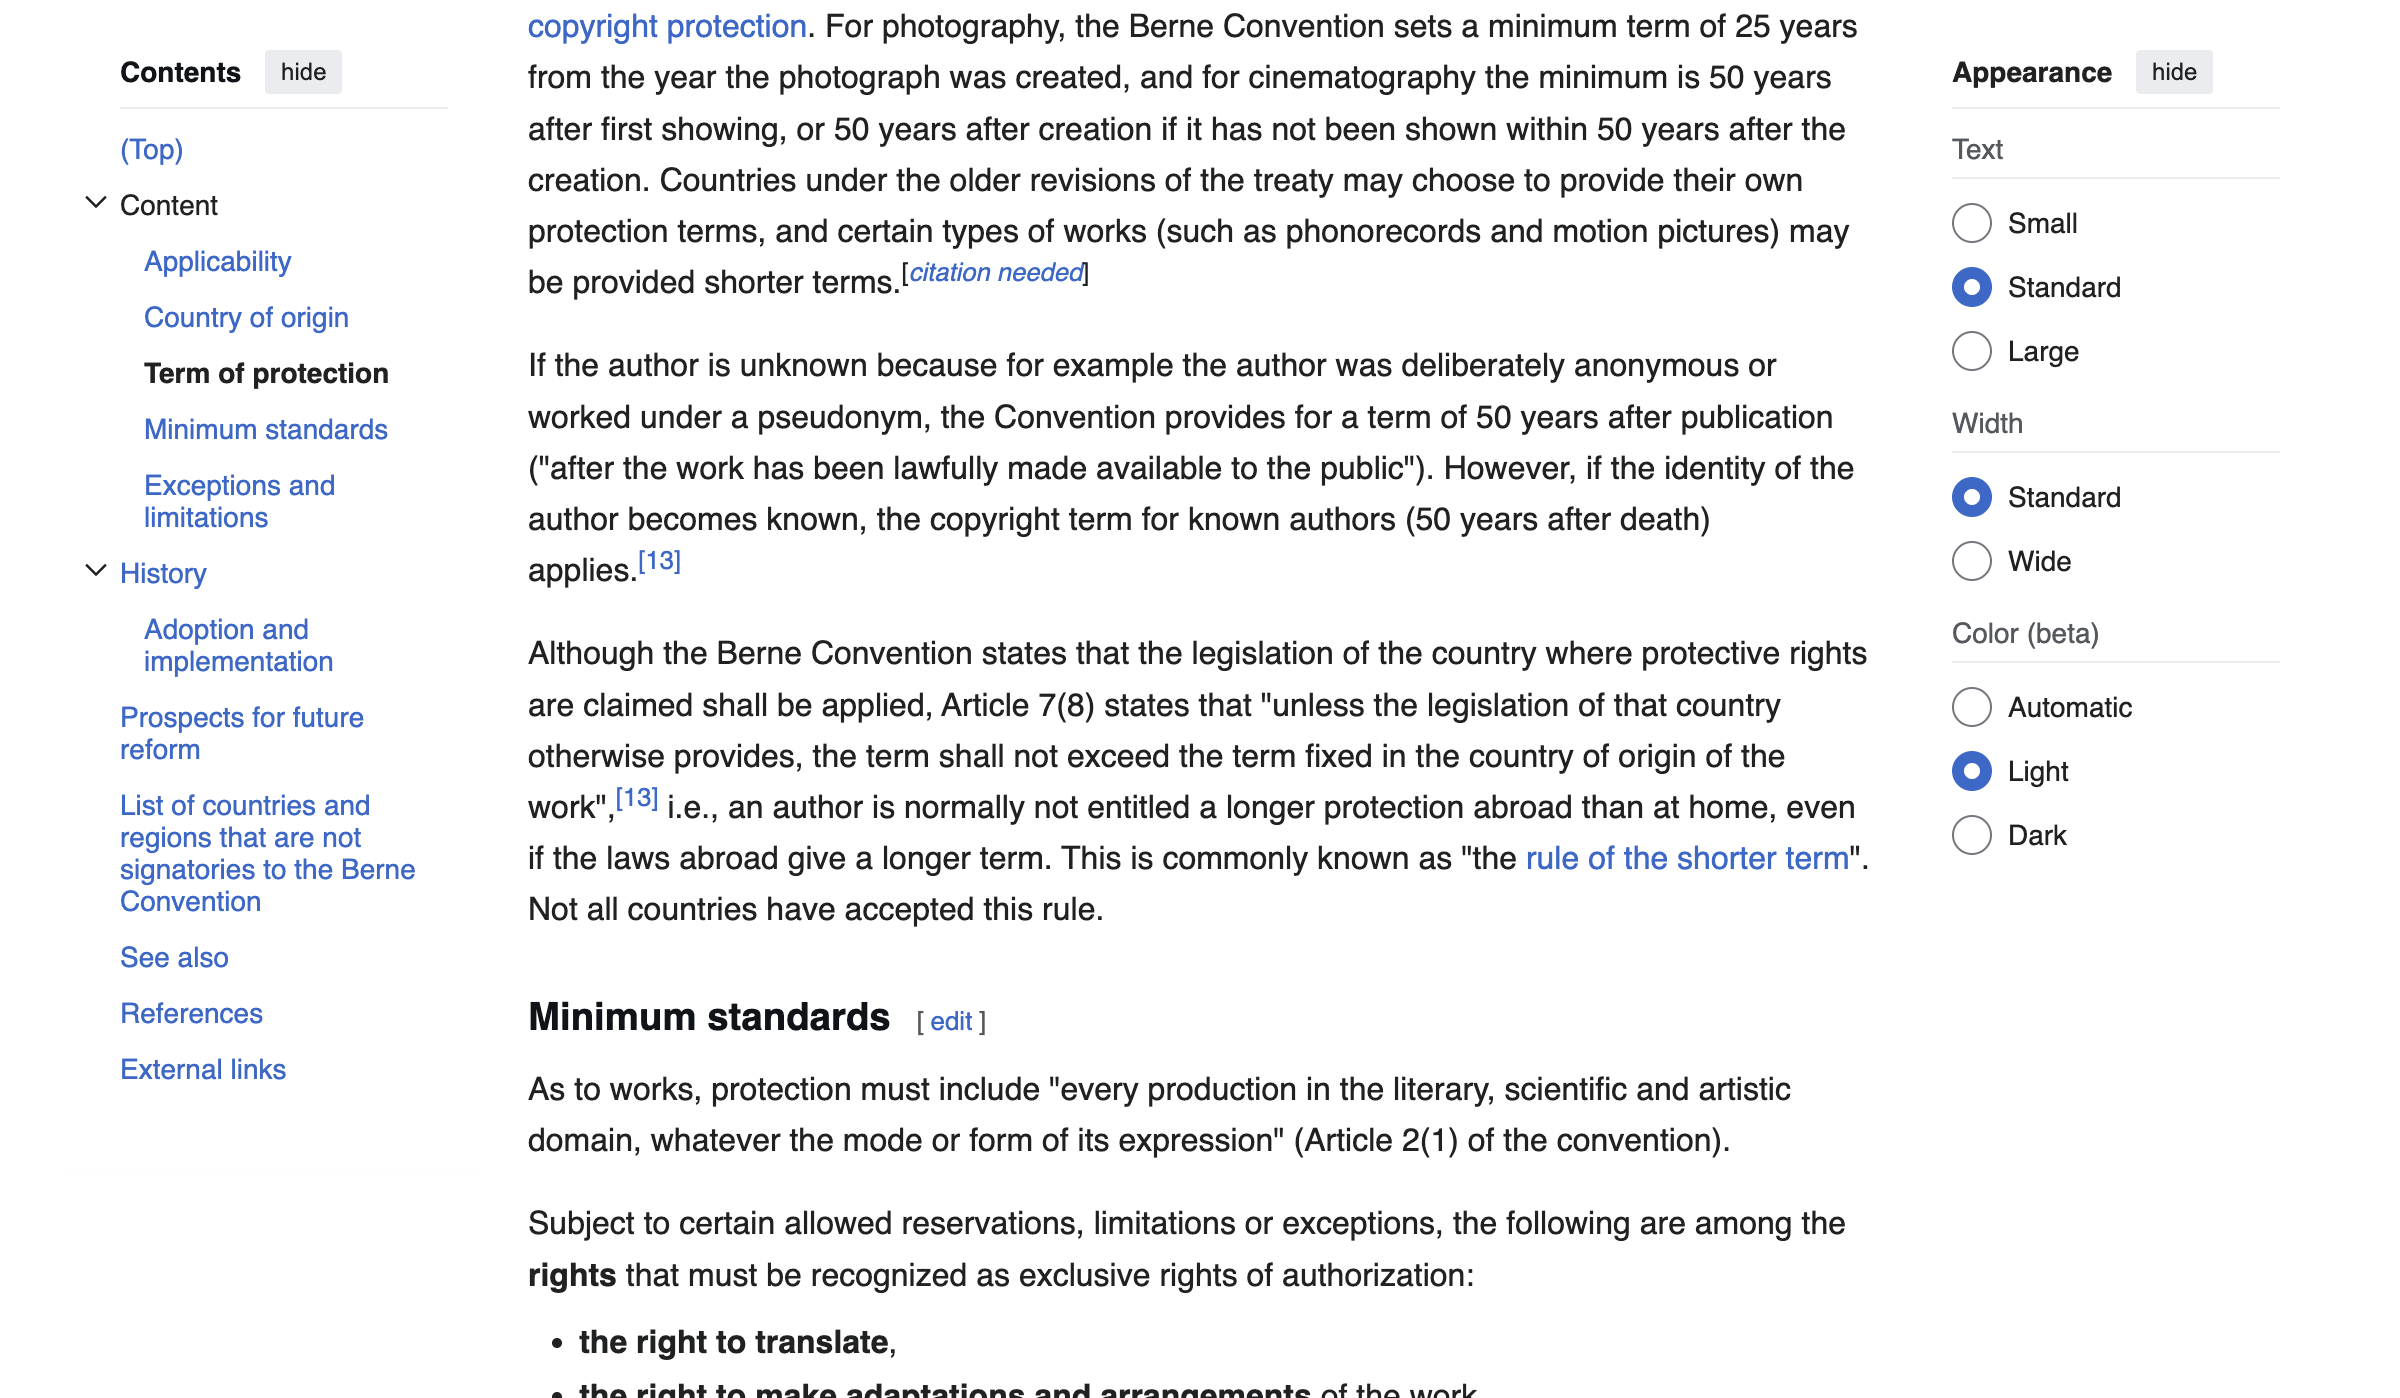 Contents hide
(Top)
Content
Applicability
Country of origin
Term of protection
Minimum standards
Exceptions and
limitations
History
Adoption and
implementation
Prospects for future
reform
List of countries and
regions that are not
signatories to the Berne
Convention
See also
References
External links
copyright protection. For photography, the Berne Convention sets a minimum term of 25 years
from the year the photograph was created, and for cinematography the minimum is 50 years
after first showing, or 50 years after creation if it has not been shown within 50 years after the
creation. Countries under the older revisions of the treaty may choose to provide their own
protection terms, and certain types of works (such as phonorecords and motion pictures) may
be provided shorter terms.[citation needed]
If the author is unknown because for example the author was deliberately anonymous or
worked under a pseudonym, the Convention provides for a term of 50 years after publication
("after the work has been lawfully made available to the public"). However, if the identity of the
author becomes known, the copyright term for known authors (50 years after death)
applies.[13]
Although the Berne Convention states that the legislation of the country where protective rights
are claimed shall be applied, Article 7(8) states that "unless the legislation of that country
otherwise provides, the term shall not exceed the term fixed in the country of origin of the
work",[13] i.e., an author is normally not entitled a longer protection abroad than at home, even
if the laws abroad give a longer term. This is commonly known as "the rule of the shorter term".
Not all countries have accepted this rule.
Minimum standards [ edit ]
As to works, protection must include "every production in the literary, scientific and artistic
domain, whatever the mode or form of its expression" (Article 2(1) of the convention).
Subject to certain allowed reservations, limitations or exceptions, the following are among the
rights that must be recognized as exclusive rights of authorization:
• the right to translate,
• the right to make adaptations and arrangements of the work
Appearance hide
Text
Small
Standard
Large
Width
Standard
Wide
Color (beta)
Automatic
Light
Dark